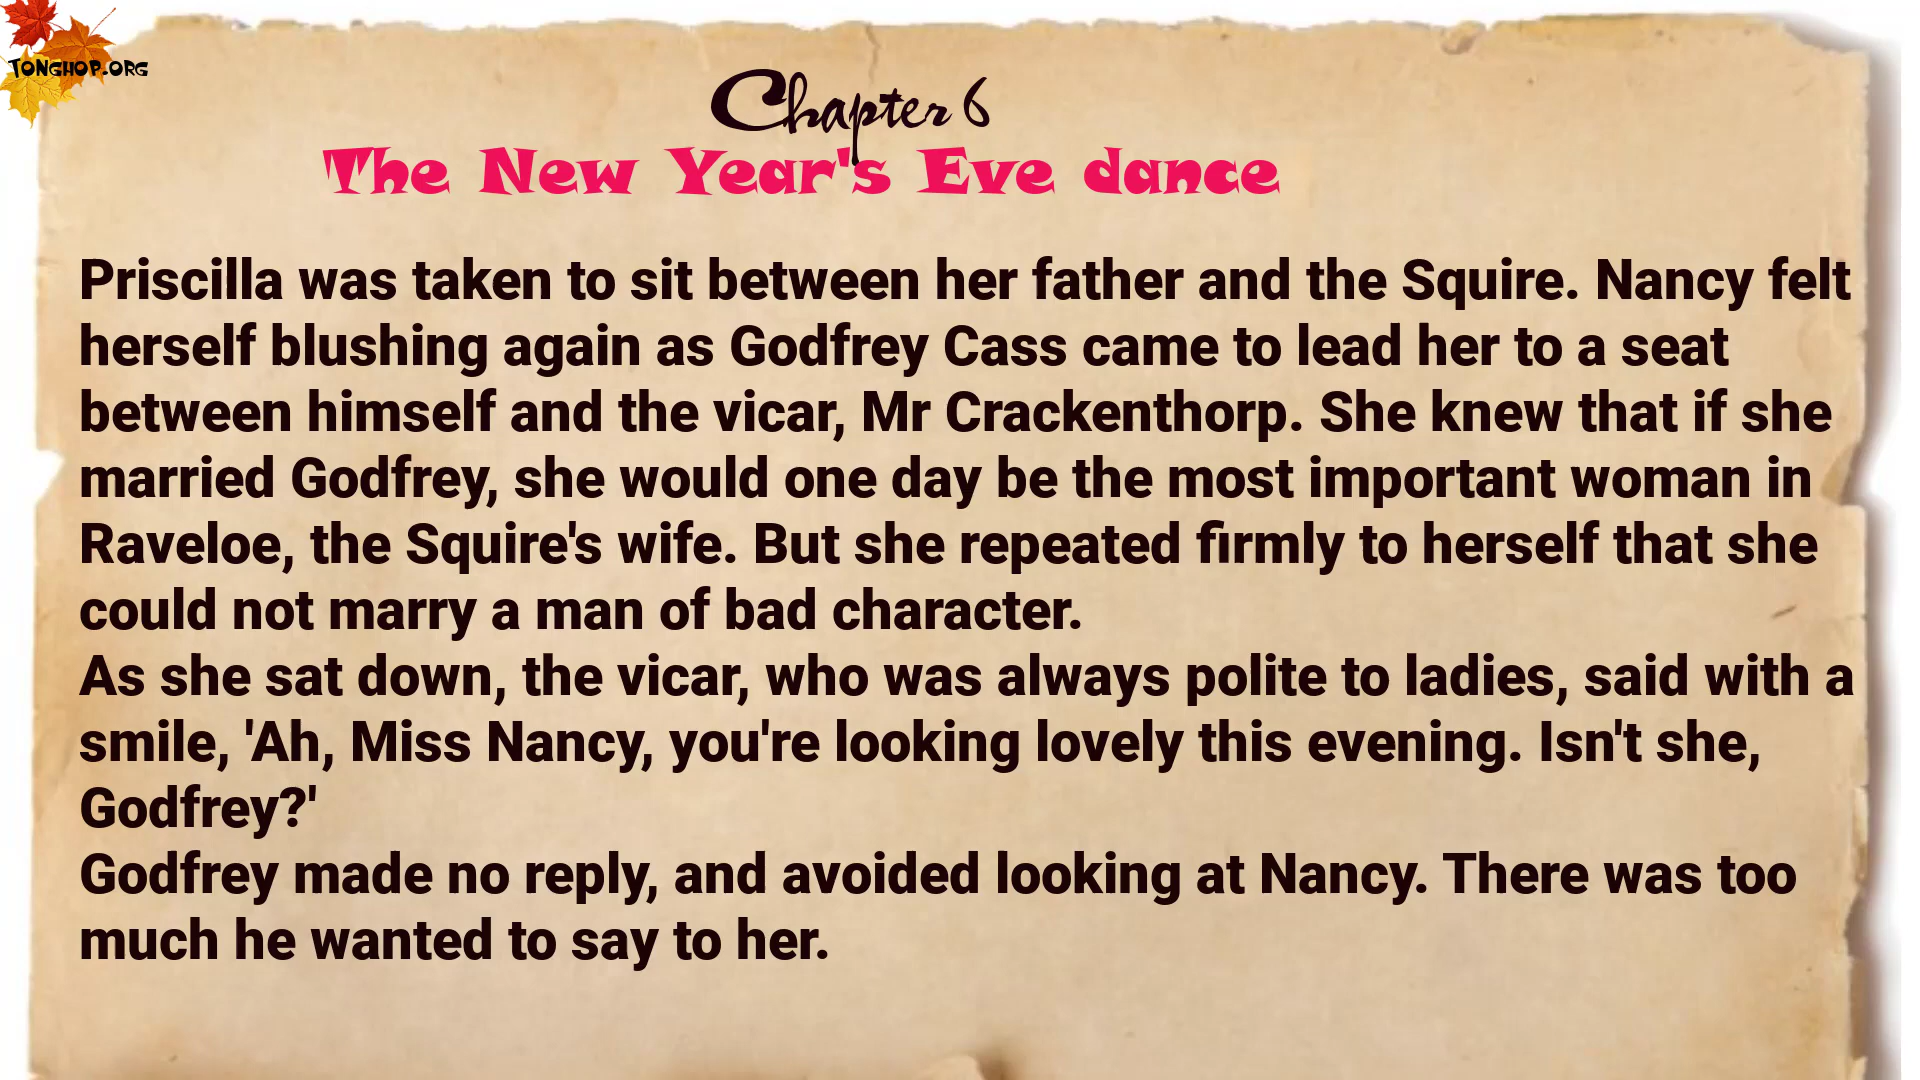 TONGHOP.ORG
Chapter 6
The New Year's Eve dance
Priscilla was taken to sit between her father and the Squire. Nancy felt
herself blushing again as Godfrey Cass came to lead her to a seat
between himself and the vicar, Mr Crackenthorp. She knew that if she
married Godfrey, she would one day be the most important woman in
Raveloe, the Squire's wife. But she repeated firmly to herself that she
could not marry a man of bad character.
As she sat down, the vicar, who was always polite to ladies, said with a
smile, 'Ah, Miss Nancy, you're looking lovely this evening. Isn't she,
Godfrey?'
Godfrey made no reply, and avoided looking at Nancy. There was too
much he wanted to say to her.